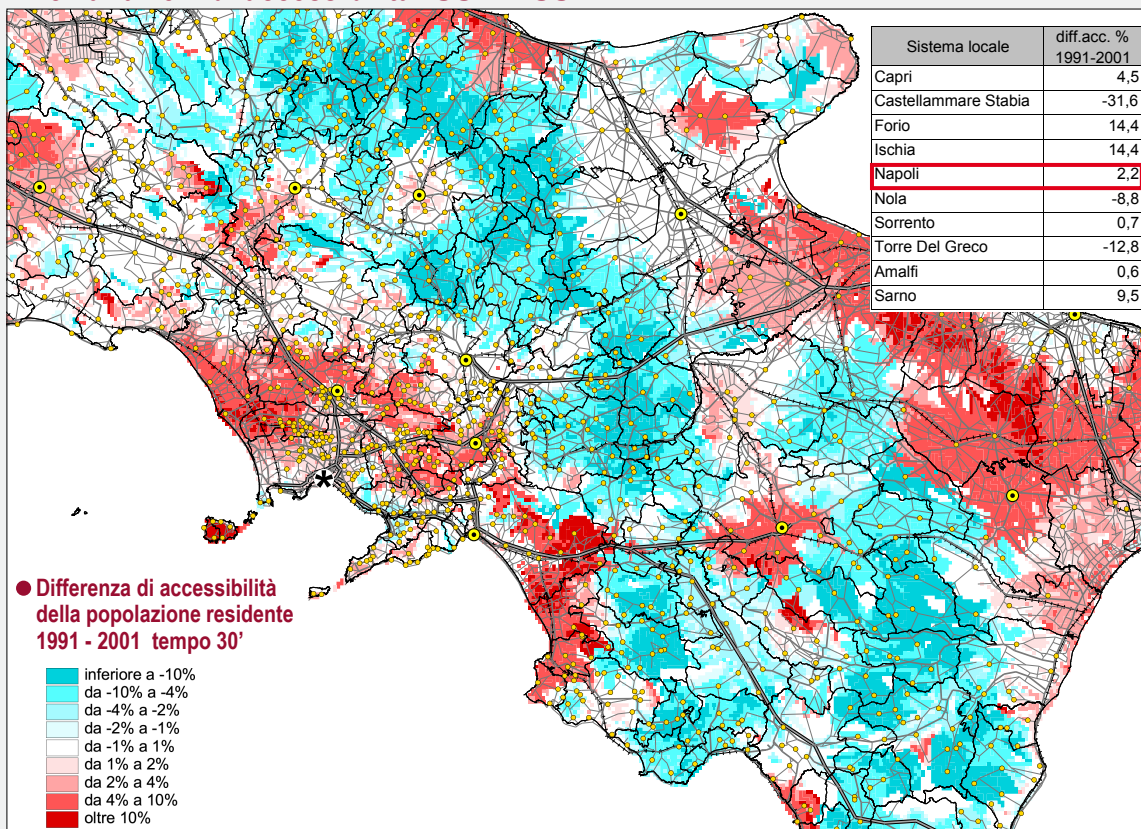 Sistema locale
diff.acc. %
1991-2001
Capri 4,5
Castellammare Stabia -31,6
Forio 14,4
Ischia 14,4
Napoli 2,2
Nola -8,8
Sorrento 0,7
Torre Del Greco -12,8
Amalfi 0,6
Sarno 9,5
*
Differenza di accessibilità
della popolazione residente
1991 - 2001 tempo 30’
inferiore a -10%
da -10% a -4%
da -4% a -2%
da -2% a -1%
da -1% a 1%
da 1% a 2%
da 2% a 4%
da 4% a 10%
oltre 10%